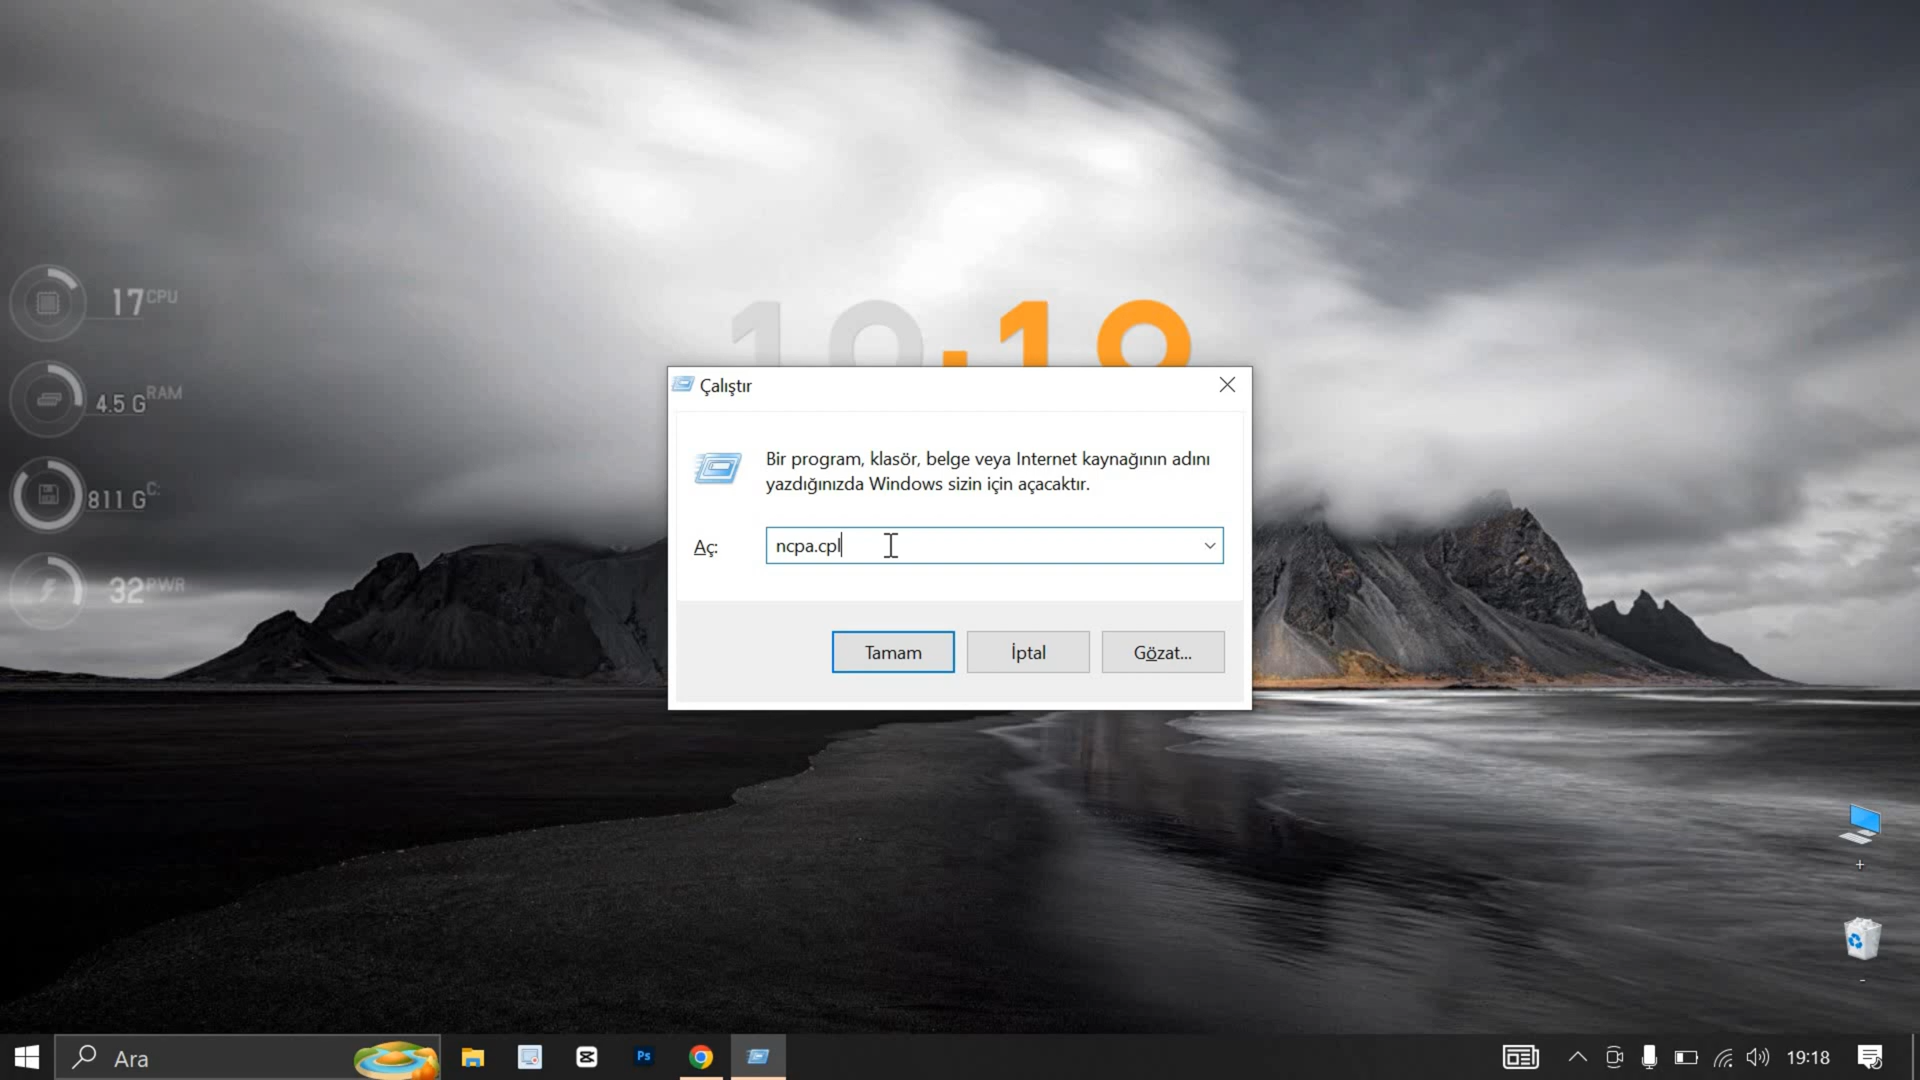 17 CPU
4.5 G RAM
811 G C:
32 PWR
Çalıştır
Bir program, klasör, belge veya Internet kaynağının adını
yazdığınızda Windows sizin için açacaktır.
Aç:
ncpa.cpl
Tamam
İptal
Gözat...
+
-
Ara
Ps
19:18